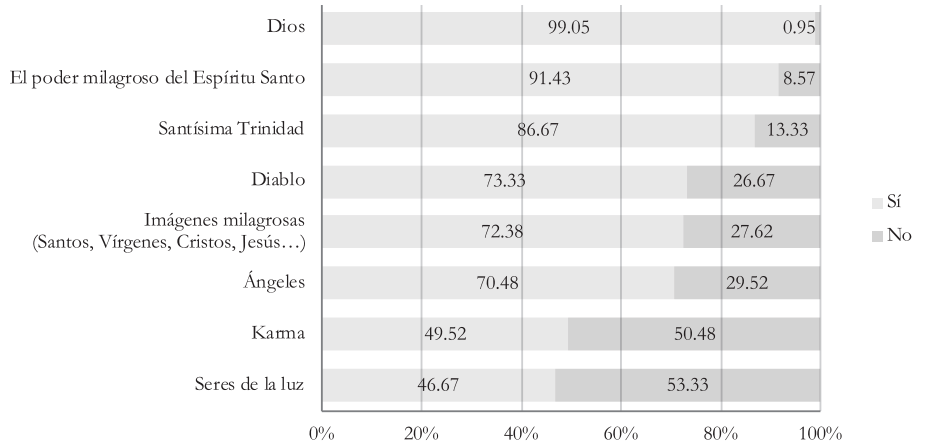 Dios 99.05 0.95
El poder milagroso del Espíritu Santo 91.43 8.57
Santísima Trinidad 86.67 13.33
Diablo 73.33 26.67
Imágenes milagrosas
(Santos, Vírgenes, Cristos, Jesús…) 72.38 27.62
Ángeles 70.48 29.52
Karma 49.52 50.48
Seres de la luz 46.67 53.33
0% 20% 40% 60% 80% 100%
Sí
No